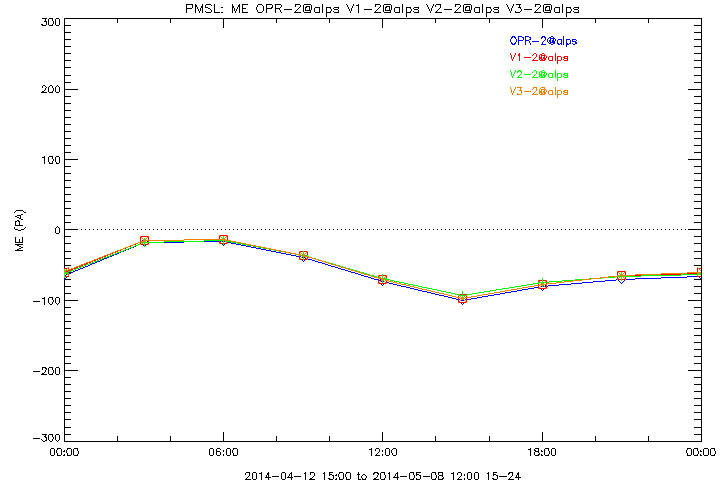 PMSL: ME OPR-2@alps V1-2@alps V2-2@alps V3-2@alps
OPR-2@alps
V1-2@alps
V2-2@alps
V3-2@alps
300
200
100
0
-100
-200
-300
ME (PA)
00:00 06:00 12:00 18:00 00:00
2014-04-12 15:00 to 2014-05-08 12:00 15-24